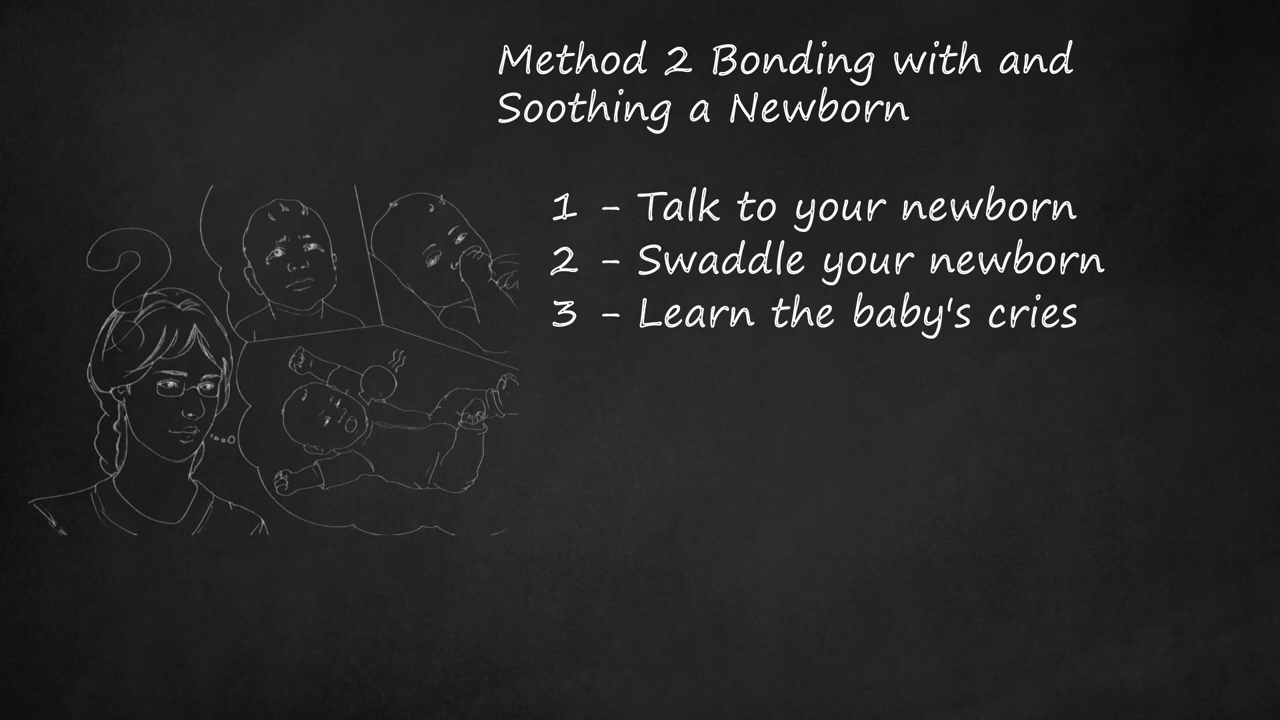 Method 2 Bonding with and
Soothing a Newborn
1 - Talk to your newborn
2 - Swaddle your newborn
3 - Learn the baby's cries
?